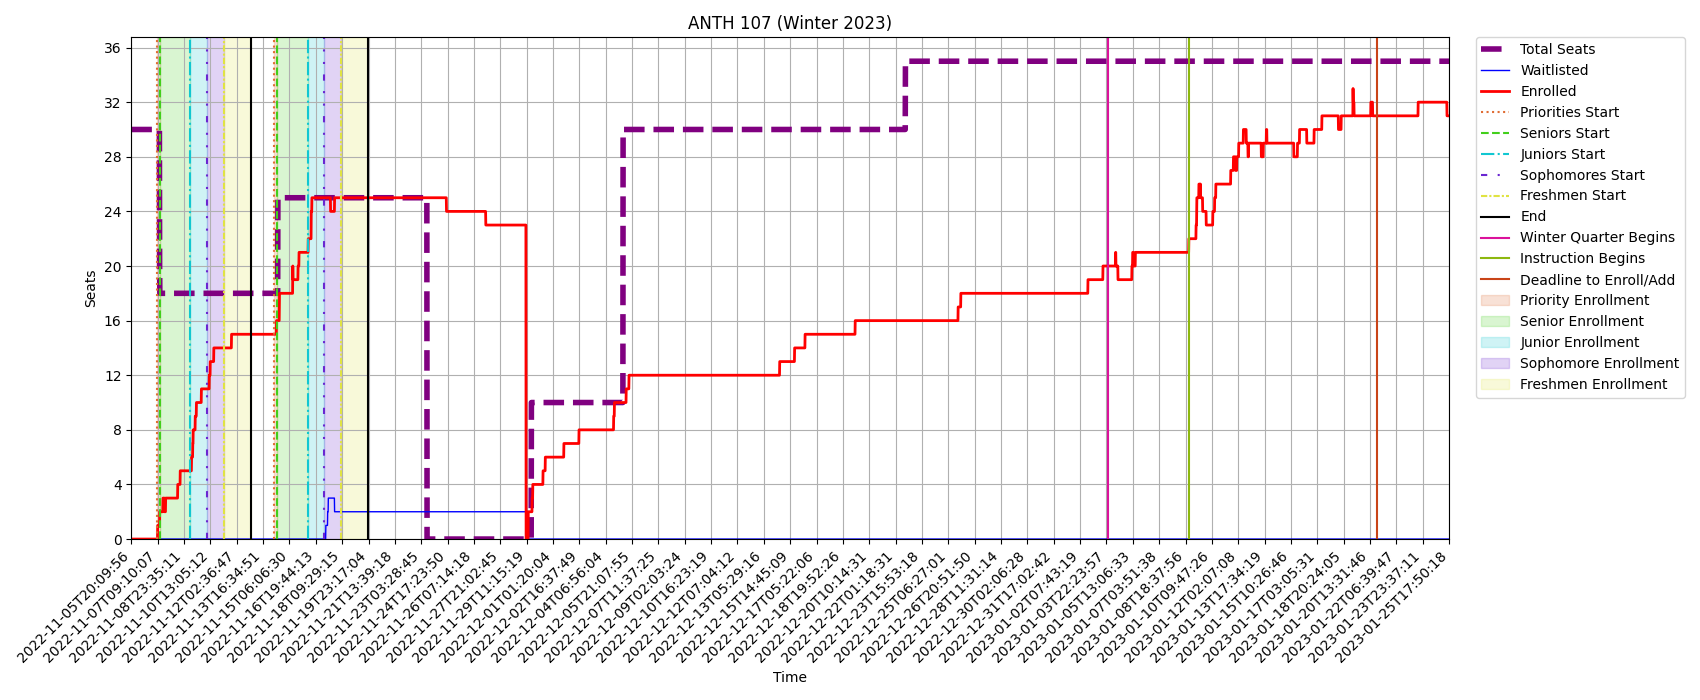 ANTH 107 (Winter 2023)
Seats
36
32
28
24
20
16
12
8
4
0
2022-11-05T20:09:56
2022-11-07T09:10:07
2022-11-08T23:35:11
2022-11-10T13:05:12
2022-11-12T02:36:47
2022-11-13T16:34:51
2022-11-15T06:06:30
2022-11-16T19:44:13
2022-11-18T09:29:15
2022-11-19T23:17:04
2022-11-21T13:39:18
2022-11-23T03:28:45
2022-11-24T17:23:50
2022-11-26T07:14:18
2022-11-27T21:02:45
2022-11-29T11:15:19
2022-12-01T01:20:04
2022-12-02T16:37:49
2022-12-04T06:56:04
2022-12-05T21:07:55
2022-12-07T11:37:25
2022-12-09T02:03:24
2022-12-10T16:23:19
2022-12-12T07:04:12
2022-12-13T05:29:16
2022-12-15T14:45:09
2022-12-17T05:22:06
2022-12-18T19:52:26
2022-12-20T10:14:31
2022-12-22T01:18:31
2022-12-23T15:53:18
2022-12-25T06:27:01
2022-12-26T20:51:50
2022-12-28T11:31:14
2022-12-30T02:06:28
2022-12-31T17:02:42
2023-01-02T07:43:19
2023-01-03T22:23:57
2023-01-05T13:06:33
2023-01-07T03:51:38
2023-01-08T18:37:56
2023-01-10T09:47:26
2023-01-12T02:07:08
2023-01-13T17:34:19
2023-01-15T10:26:46
2023-01-17T03:05:31
2023-01-18T20:24:05
2023-01-20T13:31:46
2023-01-22T06:39:47
2023-01-23T23:37:11
2023-01-25T17:50:18
Time
Total Seats
Waitlisted
Enrolled
Priorities Start
Seniors Start
Juniors Start
Sophomores Start
Freshmen Start
End
Winter Quarter Begins
Instruction Begins
Deadline to Enroll/Add
Priority Enrollment
Senior Enrollment
Junior Enrollment
Sophomore Enrollment
Freshmen Enrollment